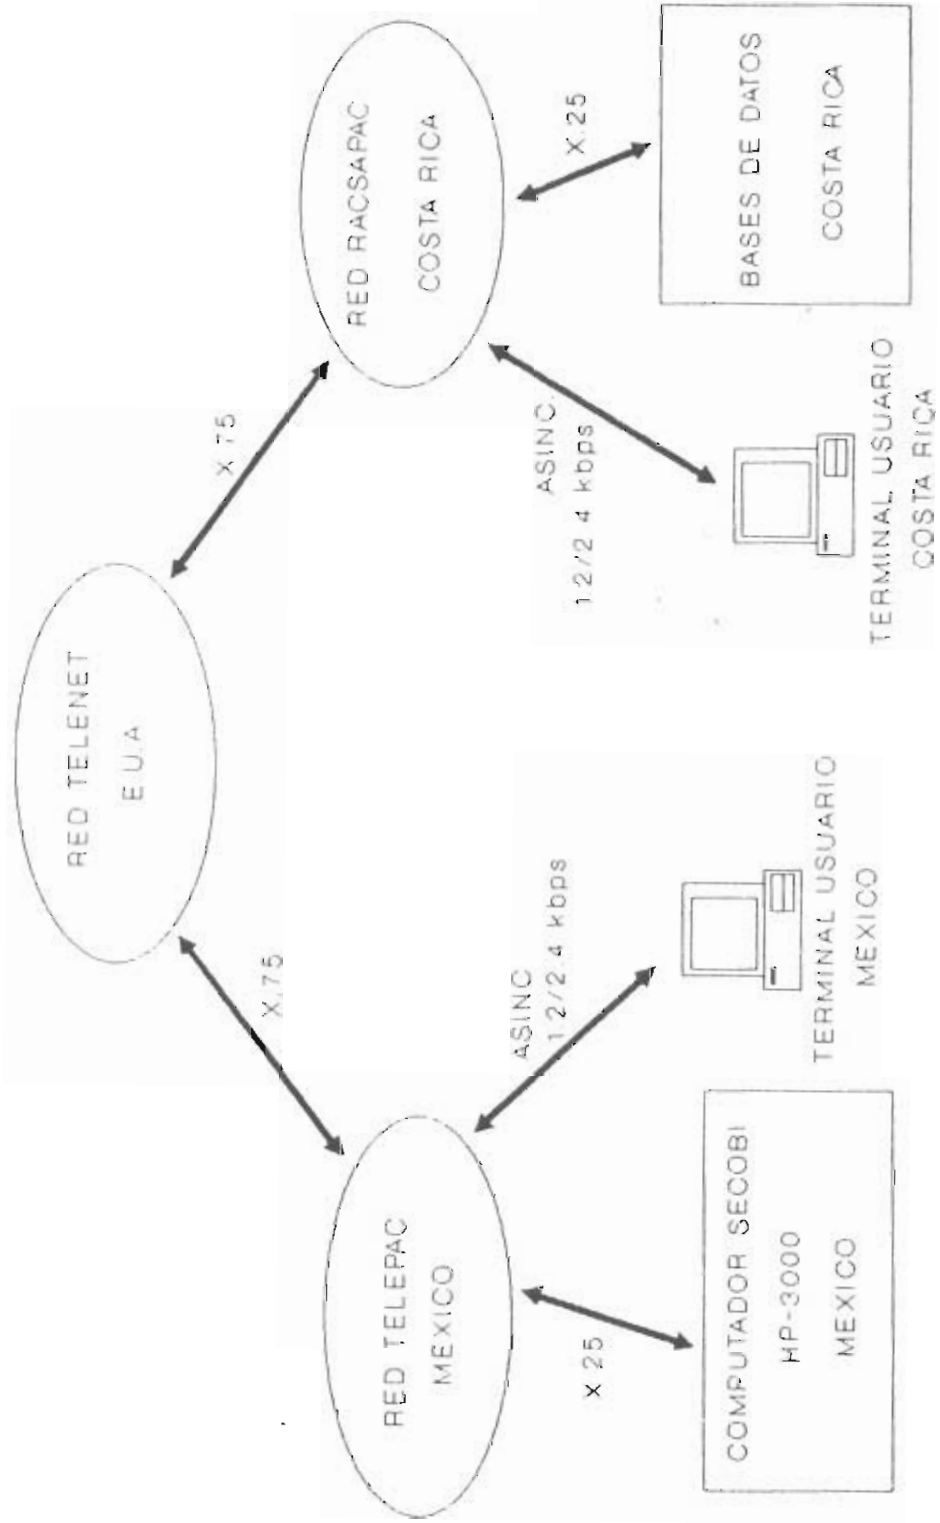 RED TELENET
E.U.A
X.75
X.75
RED TELEPAC
MEXICO
RED RACSAPAC
COSTA RICA
X 25
ASINC
1.2/2.4 kbps
ASINC.
1.2/2.4 kbps
X.25
COMPUTADOR SECOBI
HP-3000
MEXICO
TERMINAL USUARIO
MEXICO
TERMINAL USUARIO
COSTA RICA
BASES DE DATOS
COSTA RICA